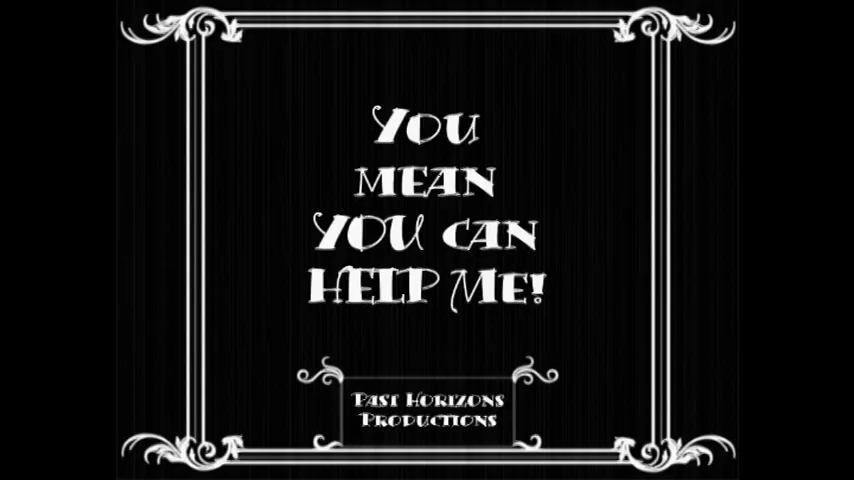 You
mean
you can
help me!
Past Horizons
Productions